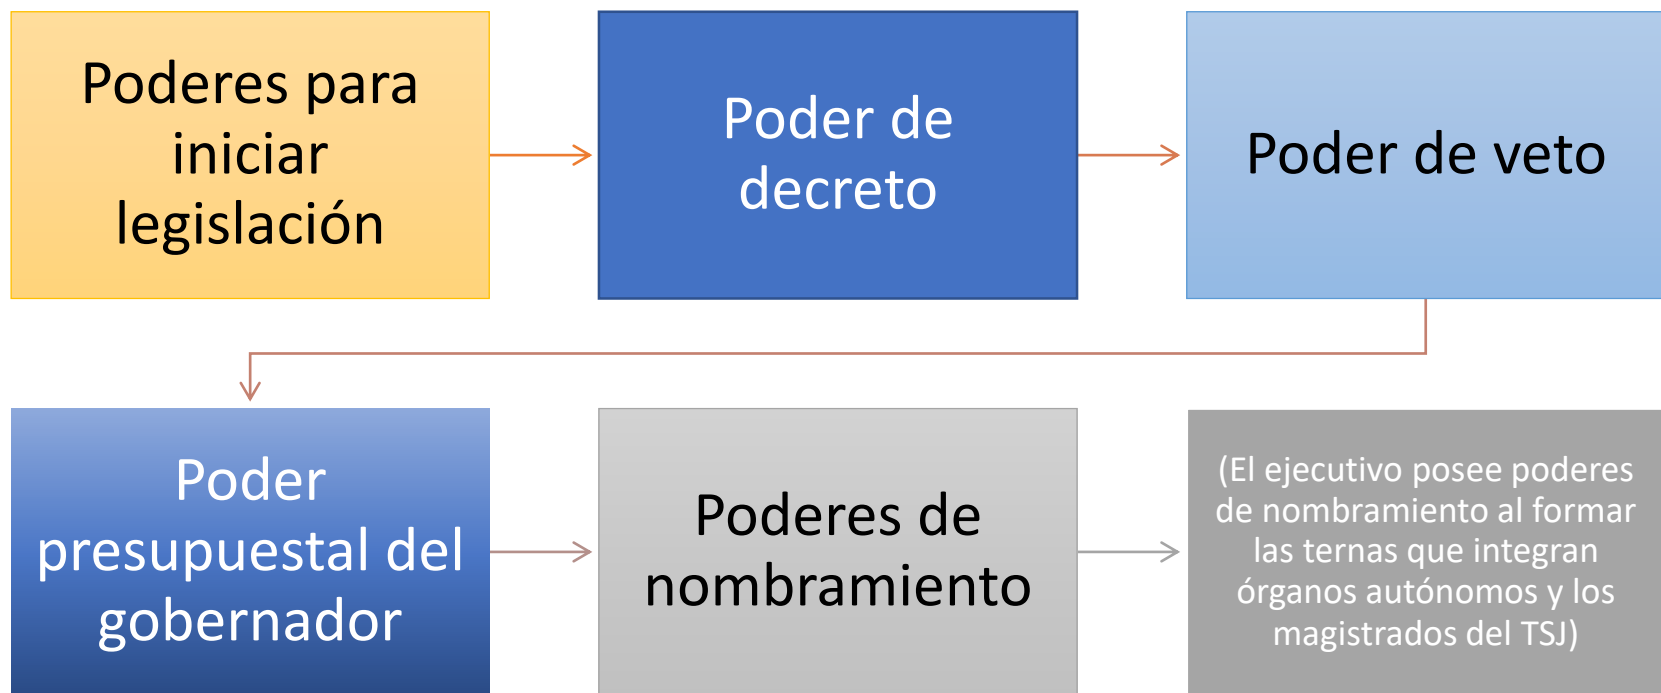 Poderes para
iniciar
legislación
Poder de
decreto
Poder de veto
Poder
presupuestal del
gobernador
Poderes de
nombramiento
(El ejecutivo posee poderes
de nombramiento al formar
las ternas que integran
órganos autónomos y los
magistrados del TSJ)